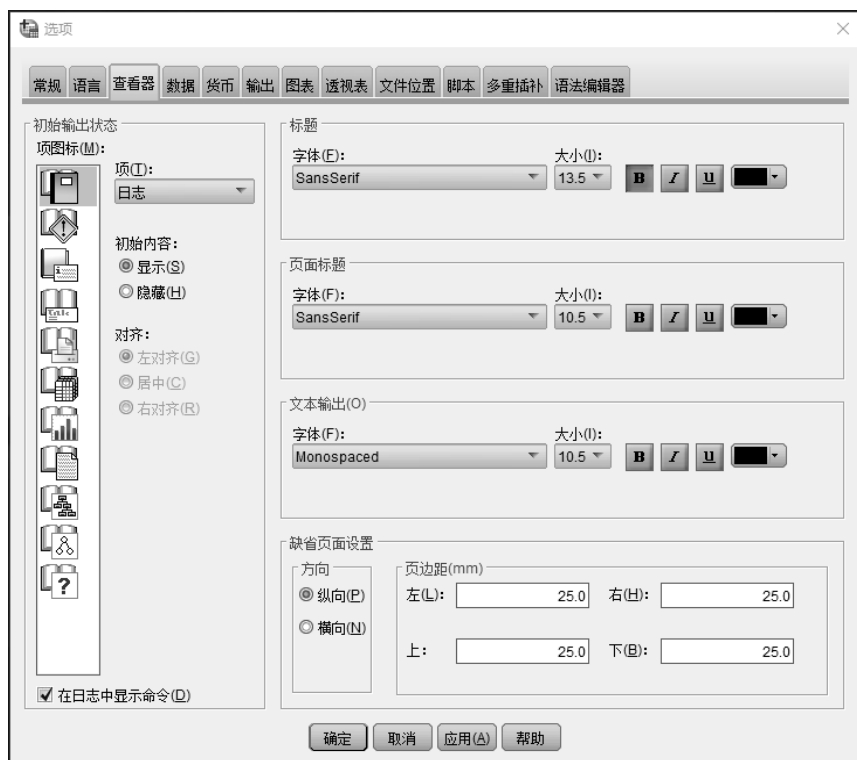 选项
常规 语言 查看器 数据 货币 输出 图表 透视表 文件位置 脚本 多重插补 语法编辑器
初始输出状态
项图标(M):
项(T):
日志
初始内容:
显示(S)
隐藏(H)
对齐:
左对齐(G)
居中(C)
右对齐(R)
在日志中显示命令(D)
标题
字体(F): 大小(I):
SansSerif 13.5 B I U
页面标题
字体(F): 大小(I):
SansSerif 10.5 B I U
文本输出(O)
字体(F): 大小(I):
Monospaced 10.5 B I U
缺省页面设置
方向
纵向(P)
横向(N)
页边距(mm)
左(L): 25.0 右(H): 25.0
上: 25.0 下(B): 25.0
确定 取消 应用(A) 帮助